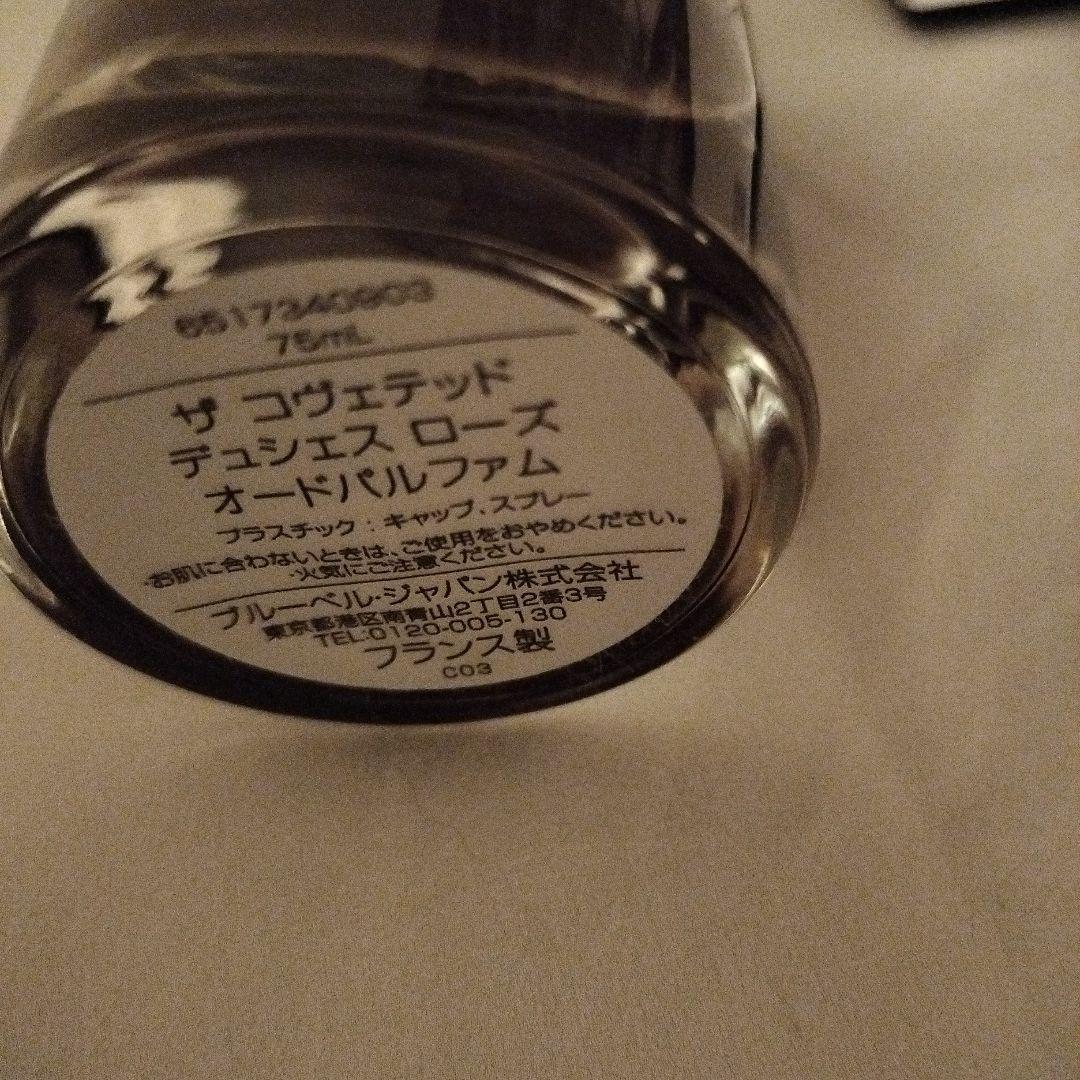 6517340903
75mL
ザ コヴェテッド
デュシェス ローズ
オードパルファム
プラスチック：キャップ、スプレー
お肌に合わないときは、ご使用をおやめください。
・火気にご注意ください。
ブルーベル・ジャパン株式会社
東京都港区南青山2丁目2番3号
TEL:0120-005-130
フランス製
C03